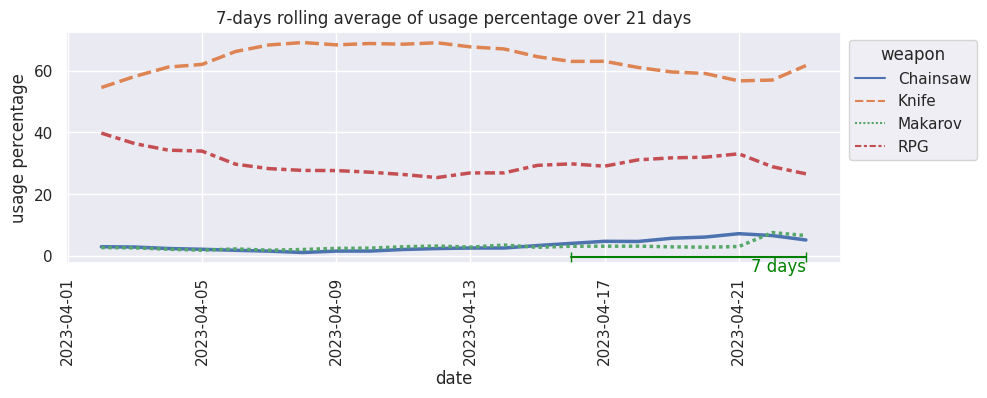 7-days rolling average of usage percentage over 21 days
usage percentage
60
40
20
0
weapon
Chainsaw
Knife
Makarov
RPG
7 days
2023-04-01
2023-04-05
2023-04-09
2023-04-13
2023-04-17
2023-04-21
date